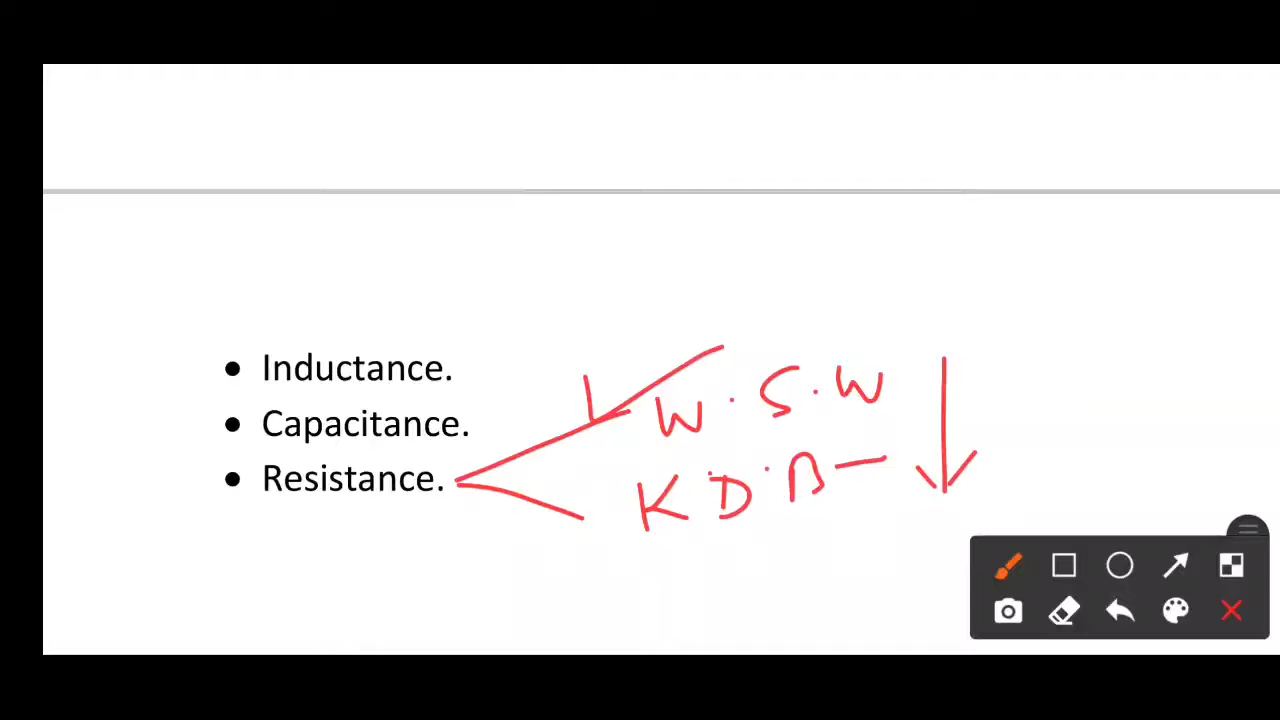 • Inductance.
• Capacitance.
• Resistance.
W. S. W
K D. B